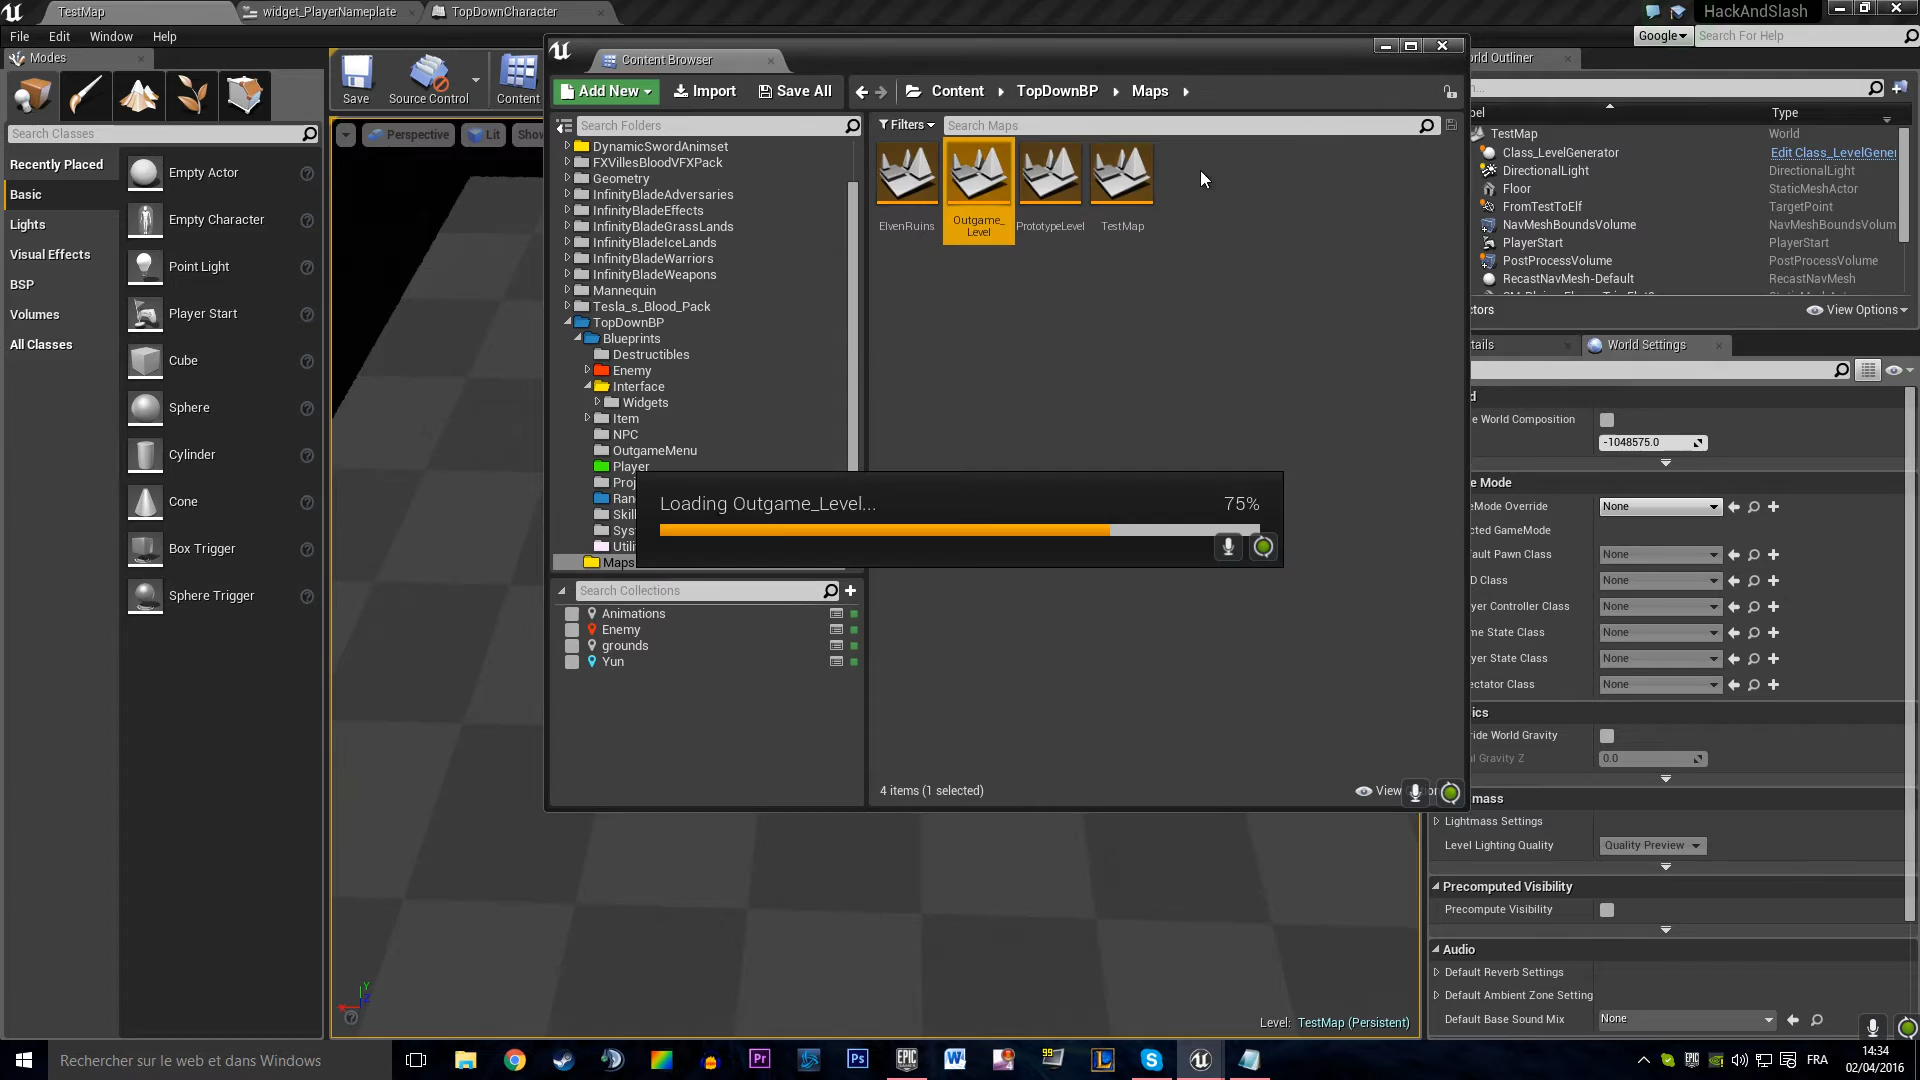 TestMap
widget_PlayerNameplate
TopDownCharacter
HackAndSlash
File Edit Window Help
Google
Search For Help
Modes
Save
Source Control
Content
Search Classes
Recently Placed
Basic
Lights
Visual Effects
BSP
Volumes
All Classes
Empty Actor
Empty Character
Point Light
Player Start
Cube
Sphere
Cylinder
Cone
Box Trigger
Sphere Trigger
Perspective
Lit
Show
Content Browser
Add New
Import
Save All
Content
TopDownBP
Maps
Search Folders
Filters
Search Maps
DynamicSwordAnimset
FXVillesBloodVFXPack
Geometry
InfinityBladeAdversaries
InfinityBladeEffects
InfinityBladeGrassLands
InfinityBladeIceLands
InfinityBladeWarriors
InfinityBladeWeapons
Mannequin
Tesla_s_Blood_Pack
TopDownBP
Blueprints
Destructibles
Enemy
Interface
Widgets
Item
NPC
OutgameMenu
Player
Proj
Ran
Skill
Sys
Utili
Maps
ElvenRuins
Outgame_
Level
PrototypeLevel
TestMap
Loading Outgame_Level...
75%
Search Collections
Animations
Enemy
grounds
Yun
4 items (1 selected)
View
Level: TestMap (Persistent)
rld Outliner
Type
TestMap World
Class_LevelGenerator Edit Class_LevelGener
DirectionalLight DirectionalLight
Floor StaticMeshActor
FromTestToElf TargetPoint
NavMeshBoundsVolume NavMeshBoundsVolum
PlayerStart PlayerStart
PostProcessVolume PostProcessVolume
RecastNavMesh-Default RecastNavMesh
ctors
View Options
tails
World Settings
e World Composition
-1048575.0
e Mode
eMode Override None
cted GameMode
fault Pawn Class None
D Class None
yer Controller Class None
me State Class None
yer State Class None
ectator Class None
ics
ride World Gravity
al Gravity Z 0.0
mass
Lightmass Settings
Level Lighting Quality Quality Preview
Precomputed Visibility
Precompute Visibility
Audio
Default Reverb Settings
Default Ambient Zone Setting
Default Base Sound Mix None
Rechercher sur le web et dans Windows
FRA
14:34
02/04/2016